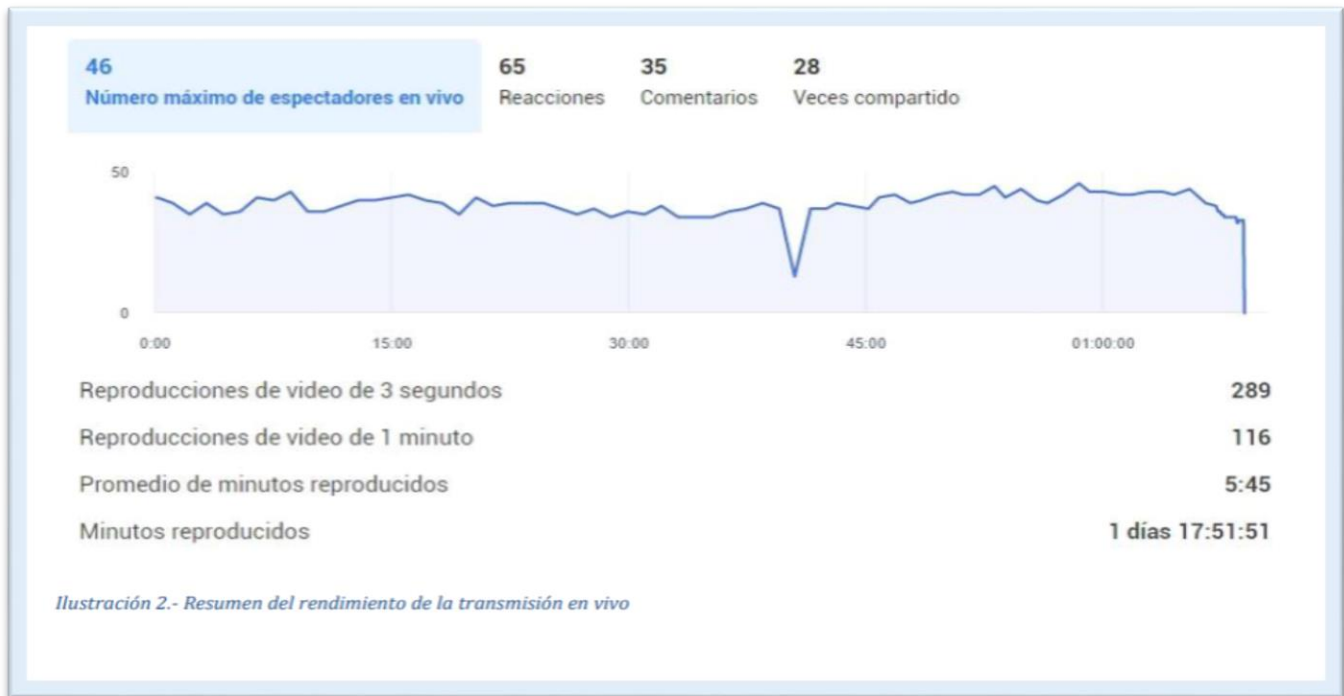 46
Número máximo de espectadores en vivo
65
Reacciones
35
Comentarios
28
Veces compartido
50
0
0:00 15:00 30:00 45:00 01:00:00
Reproducciones de video de 3 segundos 289
Reproducciones de video de 1 minuto 116
Promedio de minutos reproducidos 5:45
Minutos reproducidos 1 días 17:51:51
Ilustración 2.- Resumen del rendimiento de la transmisión en vivo